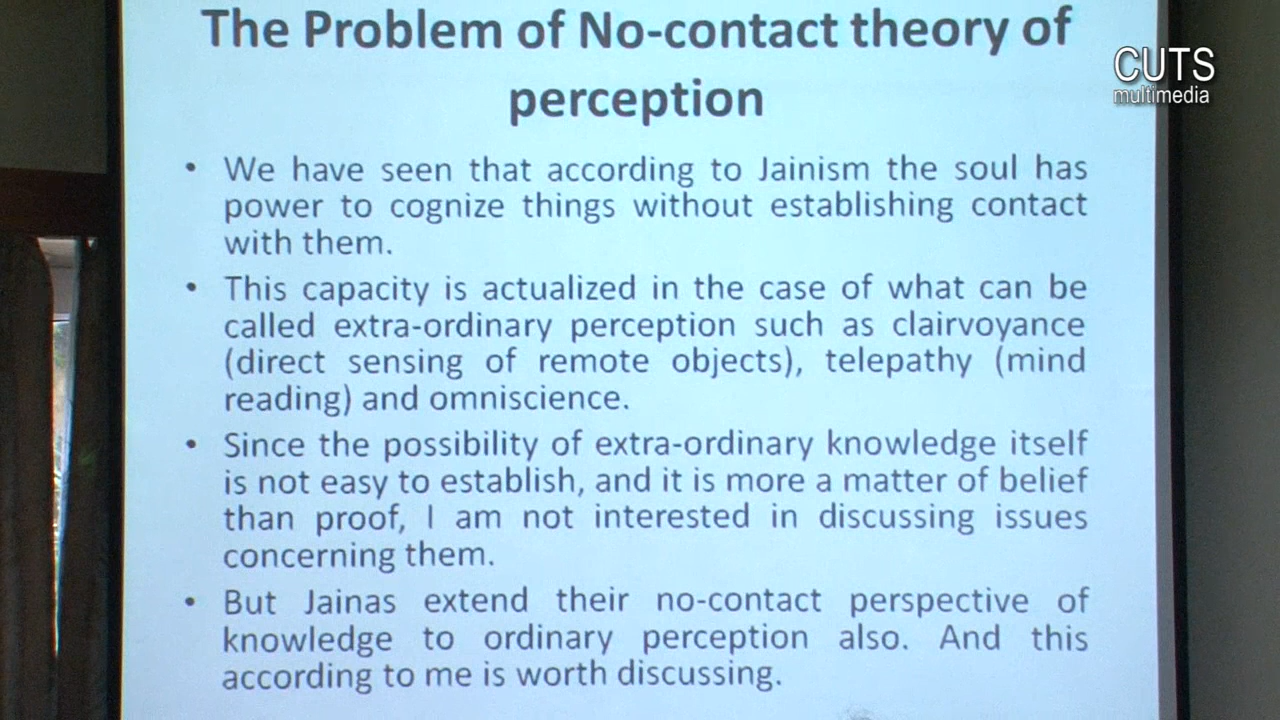 The Problem of No-contact theory of
perception
CUTS
multimedia
• We have seen that according to Jainism the soul has
power to cognize things without establishing contact
with them.
• This capacity is actualized in the case of what can be
called extra-ordinary perception such as clairvoyance
(direct sensing of remote objects), telepathy (mind
reading) and omniscience.
• Since the possibility of extra-ordinary knowledge itself
is not easy to establish, and it is more a matter of belief
than proof, I am not interested in discussing issues
concerning them.
• But Jainas extend their no-contact perspective of
knowledge to ordinary perception also. And this
according to me is worth discussing.